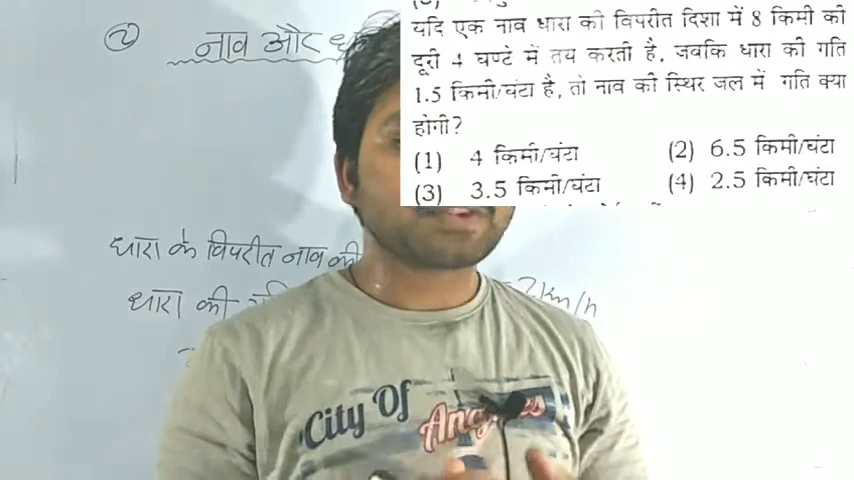 यदि एक नाव धारा की विपरीत दिशा में 8 किमी की
दूरी 4 घण्टे में तय करती है, जबकि धारा की गति
1.5 किमी/घंटा है, तो नाव की स्थिर जल में गति क्या
होगी?
(1) 4 किमी/घंटा (2) 6.5 किमी/घंटा
(3) 3.5 किमी/घंटा (4) 2.5 किमी/घंटा
नाव और
धारा के विपरीत नाव की
धारा की 2 Km/h
City Of